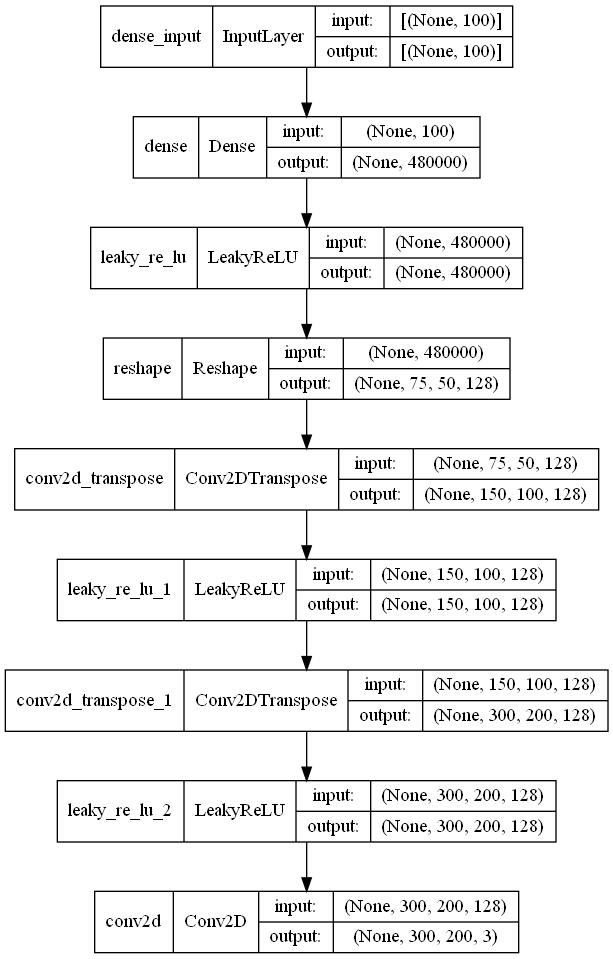 dense_input InputLayer input: [(None, 100)]
output: [(None, 100)]
dense Dense input: (None, 100)
output: (None, 480000)
leaky_re_lu LeakyReLU input: (None, 480000)
output: (None, 480000)
reshape Reshape input: (None, 480000)
output: (None, 75, 50, 128)
conv2d_transpose Conv2DTranspose input: (None, 75, 50, 128)
output: (None, 150, 100, 128)
leaky_re_lu_1 LeakyReLU input: (None, 150, 100, 128)
output: (None, 150, 100, 128)
conv2d_transpose_1 Conv2DTranspose input: (None, 150, 100, 128)
output: (None, 300, 200, 128)
leaky_re_lu_2 LeakyReLU input: (None, 300, 200, 128)
output: (None, 300, 200, 128)
conv2d Conv2D input: (None, 300, 200, 128)
output: (None, 300, 200, 3)